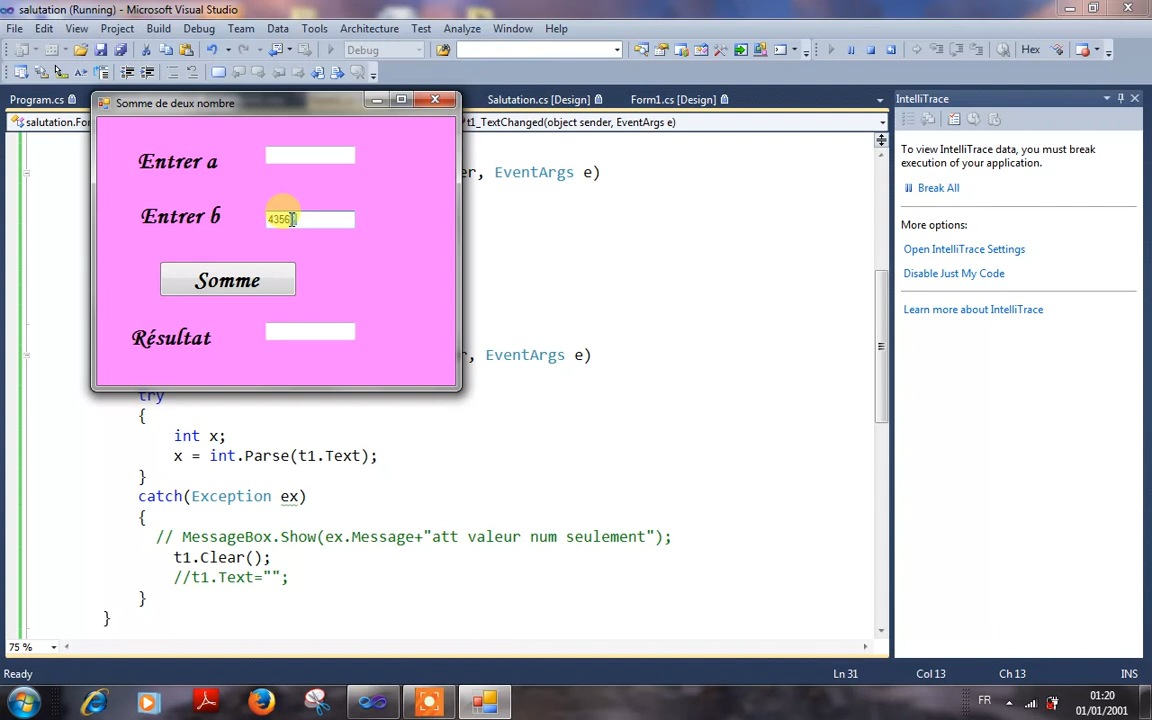 salutation (Running) - Microsoft Visual Studio
File Edit View Project Build Debug Team Data Tools Architecture Test Analyze Window Help
Debug
Hex
Program.cs
Salutation.cs [Design]
Form1.cs [Design]
salutation.For
t1_TextChanged(object sender, EventArgs e)
Somme de deux nombre
Entrer a
Entrer b
4356
Somme
Résultat
er, EventArgs e)
r, EventArgs e)
try
{
int x;
x = int.Parse(t1.Text);
}
catch(Exception ex)
{
// MessageBox.Show(ex.Message+"att valeur num seulement");
t1.Clear();
//t1.Text="";
}
}
75 %
IntelliTrace
To view IntelliTrace data, you must break
execution of your application.
Break All
More options:
Open IntelliTrace Settings
Disable Just My Code
Learn more about IntelliTrace
Ready
Ln 31
Col 13
Ch 13
INS
FR
01:20
01/01/2001